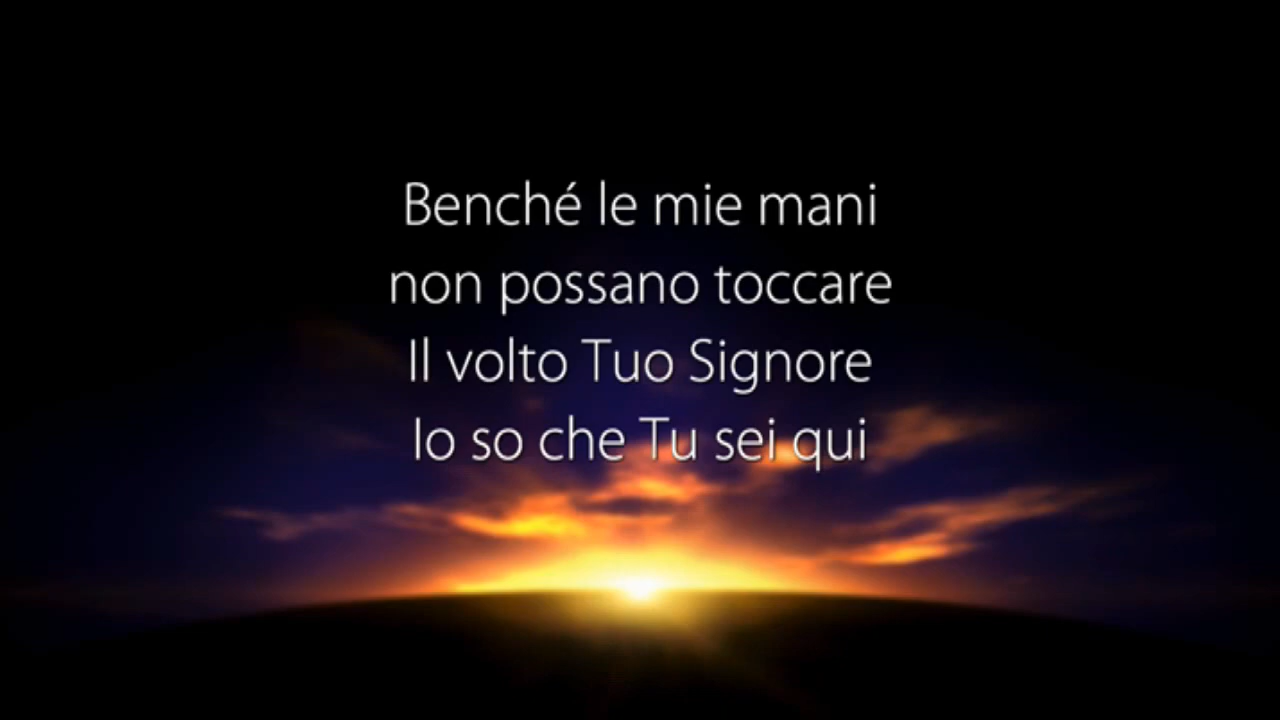 Benché le mie mani
non possano toccare
Il volto Tuo Signore
Io so che Tu sei qui